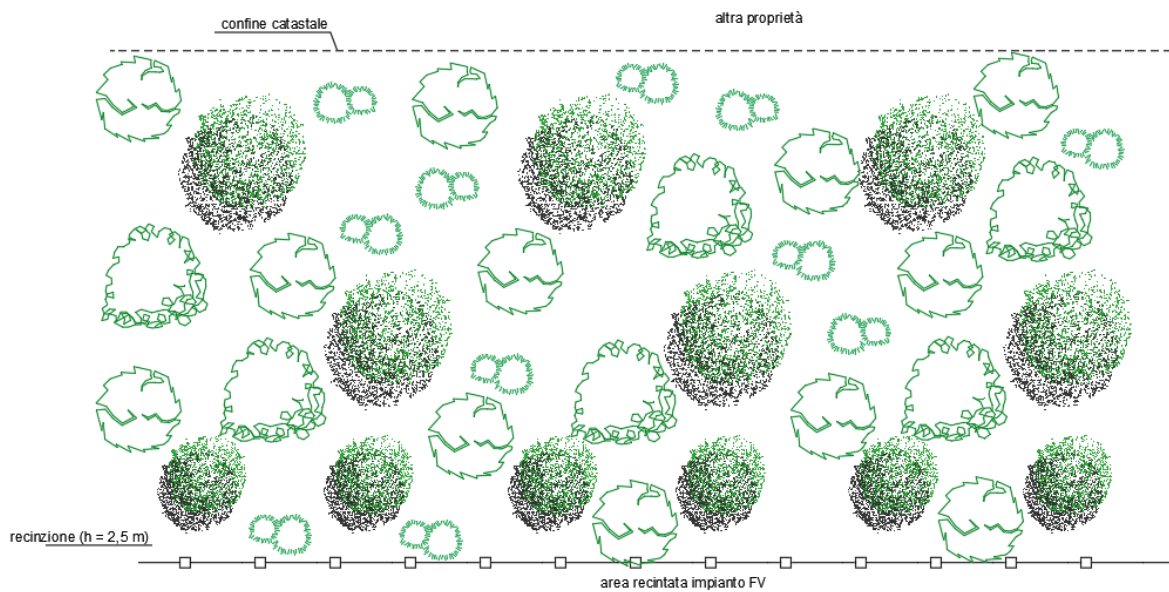 altra proprietà
confine catastale
recinzione (h = 2,5 m)
area recintata impianto FV